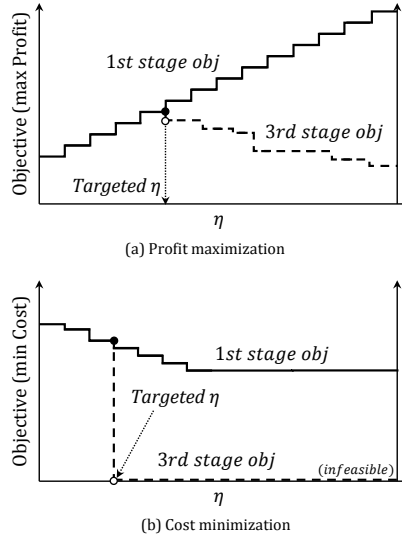 Objective (max Profit)
1st stage obj
3rd stage obj
Targeted η
η
(a) Profit maximization
Objective (min Cost)
1st stage obj
Targeted η
3rd stage obj
(infeasible)
η
(b) Cost minimization